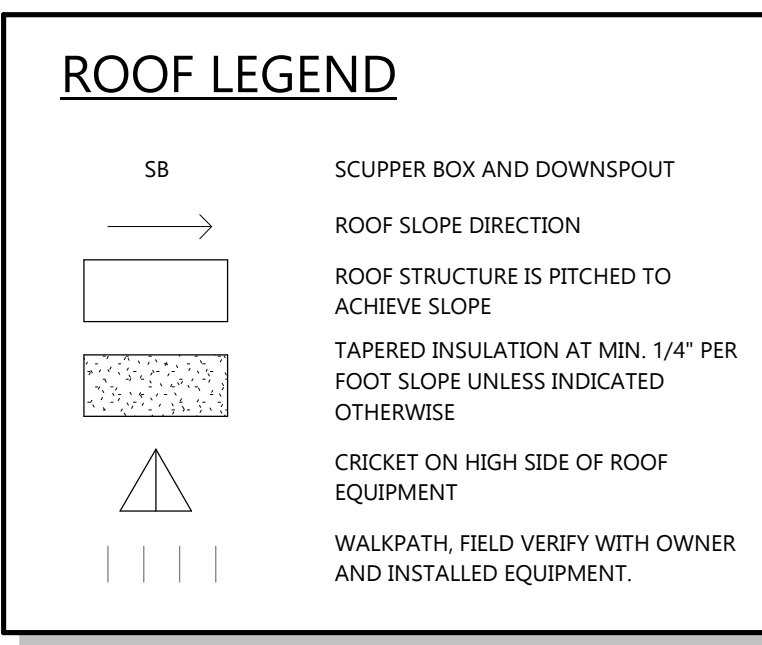 ROOF LEGEND
SB SCUPPER BOX AND DOWNSPOUT
ROOF SLOPE DIRECTION
ROOF STRUCTURE IS PITCHED TO
ACHIEVE SLOPE
TAPERED INSULATION AT MIN. 1/4" PER
FOOT SLOPE UNLESS INDICATED
OTHERWISE
CRICKET ON HIGH SIDE OF ROOF
EQUIPMENT
WALKPATH, FIELD VERIFY WITH OWNER
AND INSTALLED EQUIPMENT.